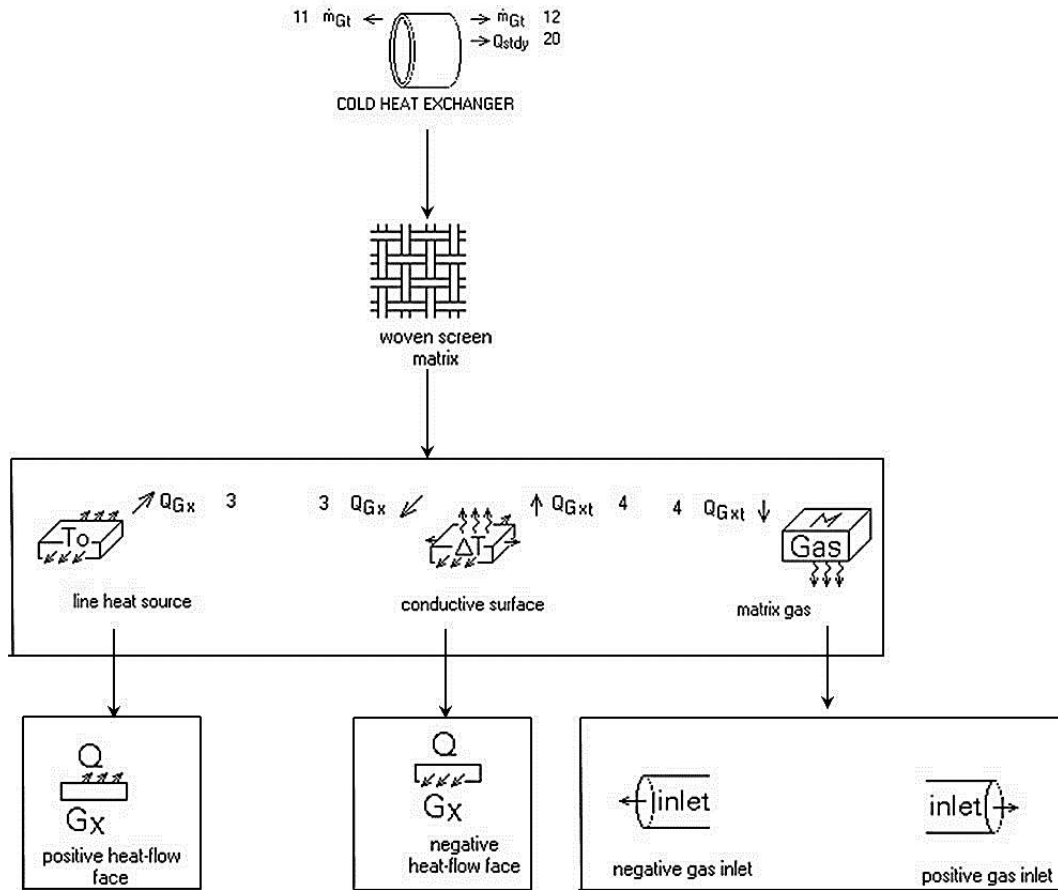 11 ṁGt ← → ṁGt 12
→ Qstdy 20
COLD HEAT EXCHANGER
woven screen
matrix
QGx 3
3 QGx
QGxt 4
4 QGxt
To
ΔT
M
Gas
line heat source
conductive surface
matrix gas
Q
Gx
positive heat-flow
face
Q
Gx
negative
heat-flow face
inlet
negative gas inlet
inlet
positive gas inlet